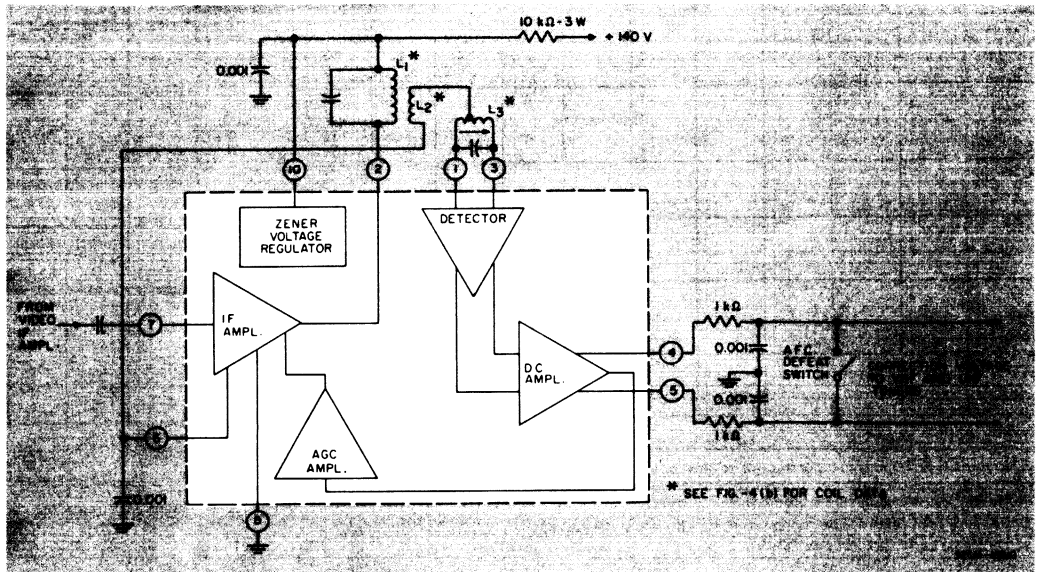 10 kΩ-3 W
+ 140 V
0.001
L1*
L2*
L3*
10
2
1
3
ZENER
VOLTAGE
REGULATOR
DETECTOR
FROM
VIDEO
IF
AMPL.
7
IF
AMPL.
DC
AMPL.
4
5
1 kΩ
0.001
A.F.C.
DEFEAT
SWITCH
0.001
1 kΩ
AGC
AMPL.
0.001
* SEE FIG.-4(b) FOR COIL DATA